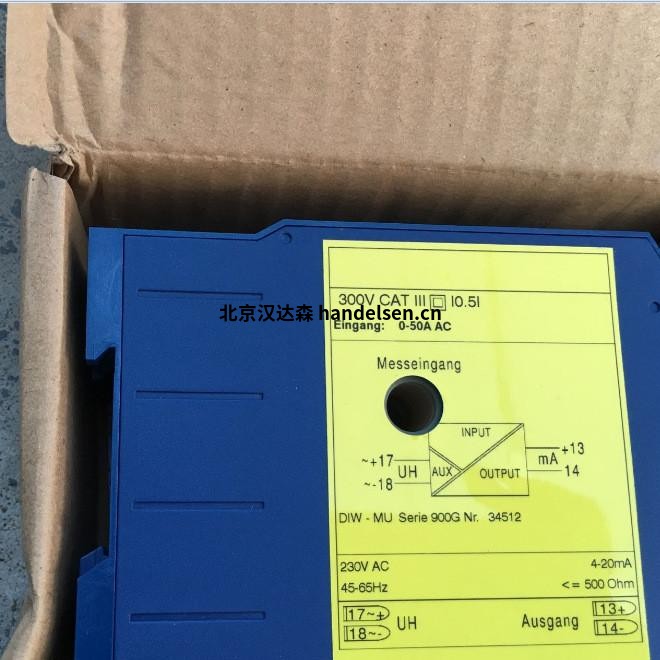 300V CAT III I0.5I
北京汉达森 handelsen.cn
Eingang: 0-50A AC
Messeingang
INPUT
~+17 UH AUX OUTPUT mA +13
~-18 14
DIW - MU Serie 900G Nr. 34512
230V AC 4-20mA
45-65Hz <= 500 Ohm
17~+ UH Ausgang 13+
18~- 14-